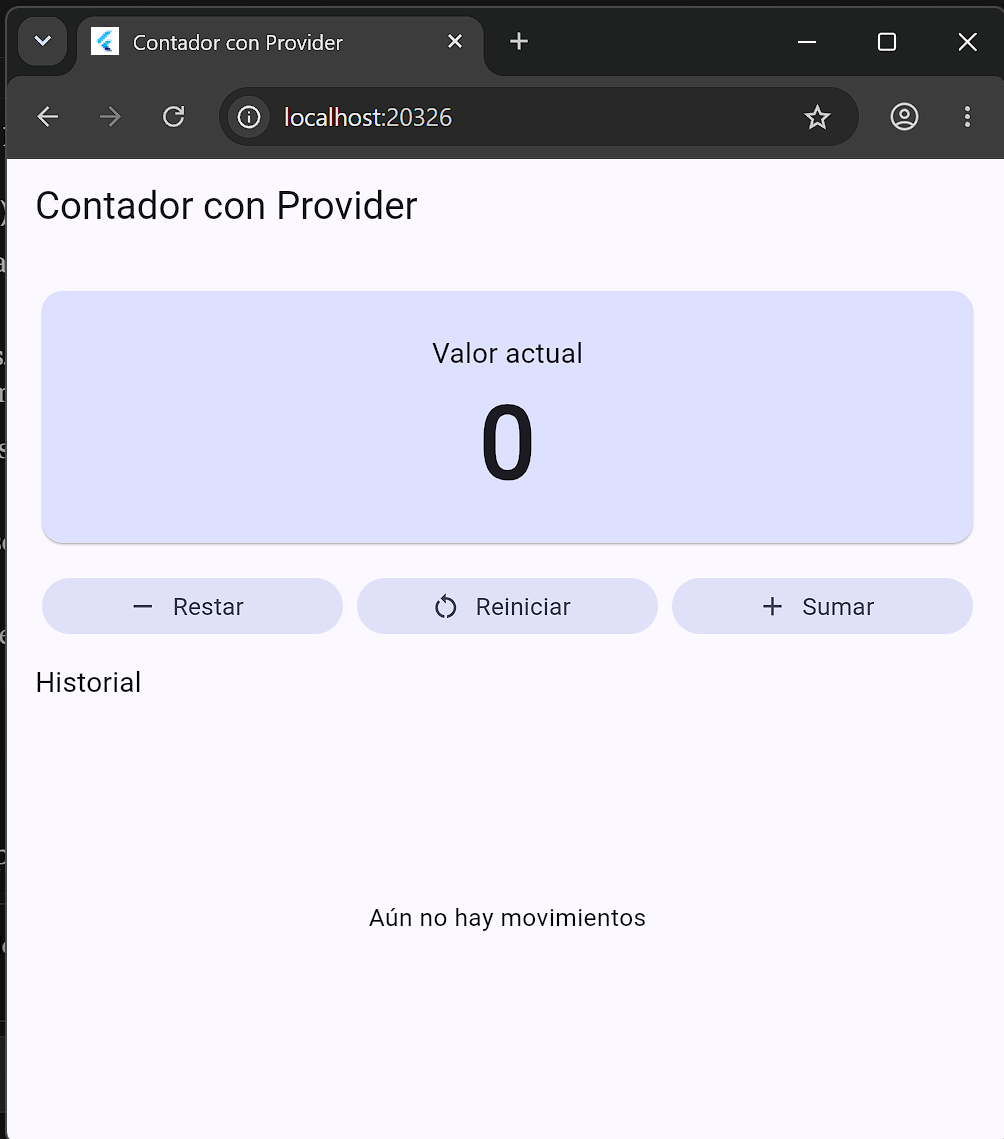 Contador con Provider
localhost:20326
Contador con Provider
Valor actual
0
Restar
Reiniciar
Sumar
Historial
Aún no hay movimientos